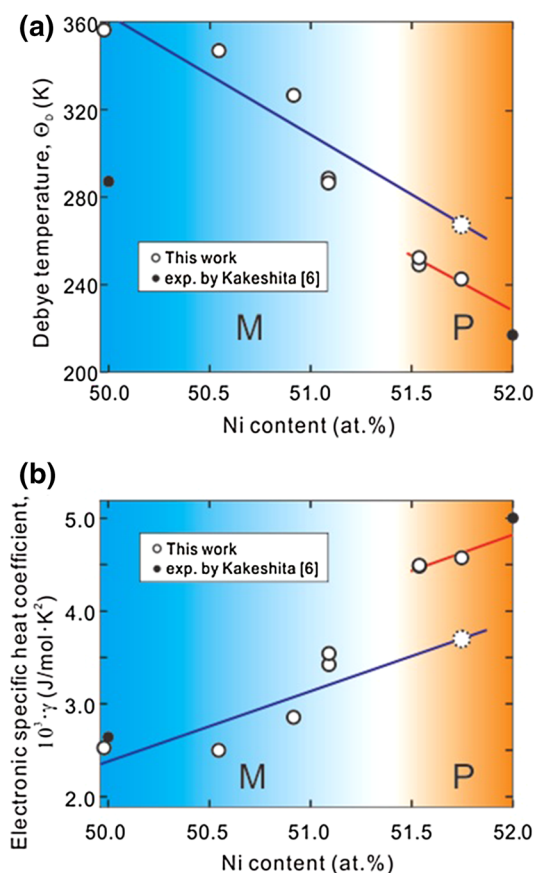 (a)
360
320
280
240
200
Debye temperature, Θ_D (K)
This work
exp. by Kakeshita [6]
M
P
50.0 50.5 51.0 51.5 52.0
Ni content (at.%)
(b)
5.0
4.0
3.0
2.0
Electronic specific heat coefficient,
10³·γ (J/mol·K²)
This work
exp. by Kakeshita [6]
M
P
50.0 50.5 51.0 51.5 52.0
Ni content (at.%)